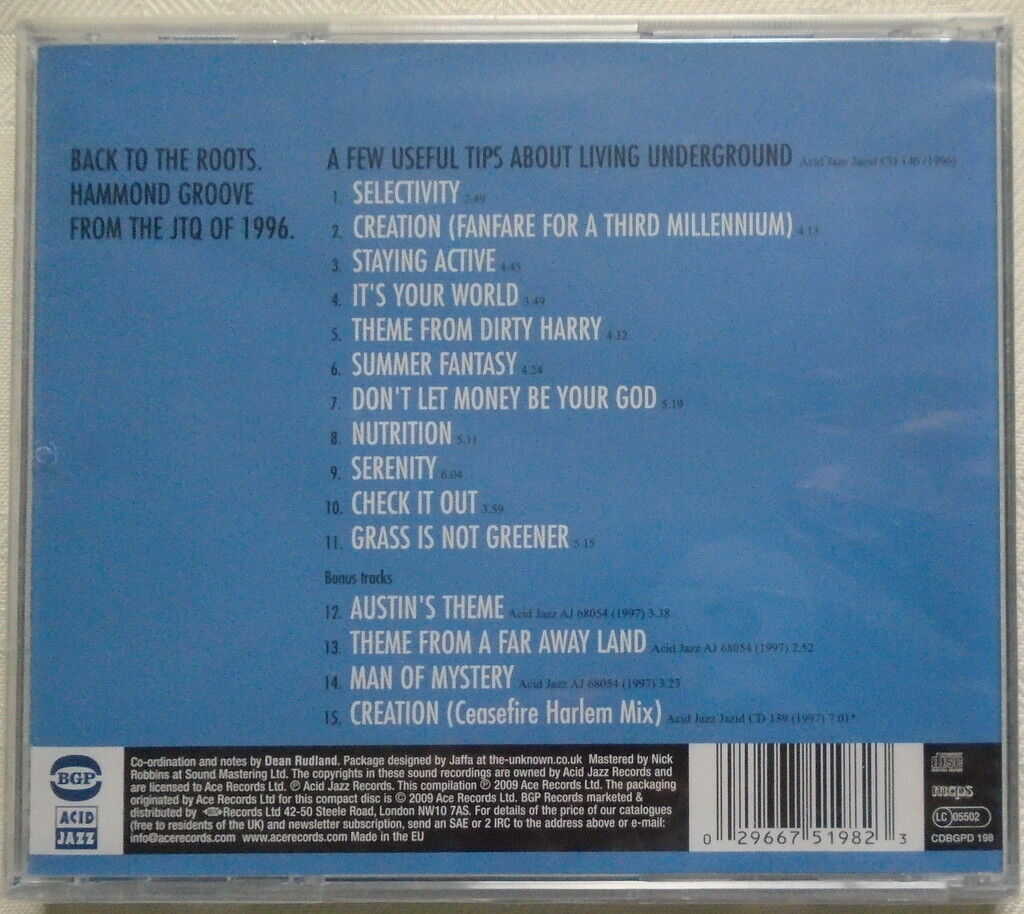 BACK TO THE ROOTS.
HAMMOND GROOVE
FROM THE JTQ OF 1996.
A FEW USEFUL TIPS ABOUT LIVING UNDERGROUND Acid Jazz Jazid CD 140 (1996)
1. SELECTIVITY
2. CREATION (FANFARE FOR A THIRD MILLENNIUM) 4.13
3. STAYING ACTIVE 4.45
4. IT'S YOUR WORLD 3.49
5. THEME FROM DIRTY HARRY 4.12
6. SUMMER FANTASY 4.24
7. DON'T LET MONEY BE YOUR GOD 5.19
8. NUTRITION 5.11
9. SERENITY 6.04
10. CHECK IT OUT 3.59
11. GRASS IS NOT GREENER 5.15
Bonus tracks
12. AUSTIN'S THEME Acid Jazz AJ 68054 (1997) 3.38
13. THEME FROM A FAR AWAY LAND Acid Jazz AJ 68054 (1997) 2.52
14. MAN OF MYSTERY Acid Jazz AJ 68054 (1997) 3.25
15. CREATION (Ceasefire Harlem Mix) Acid Jazz Jazid CD 139 (1997) 7.01*
BGP
ACID
JAZZ
Co-ordination and notes by Dean Rudland. Package designed by Jaffa at the-unknown.co.uk Mastered by Nick
Robbins at Sound Mastering Ltd. The copyrights in these sound recordings are owned by Acid Jazz Records and
are licensed to Ace Records Ltd. ℗ Acid Jazz Records. This compilation ℗ 2009 Ace Records Ltd. The packaging
originated by Ace Records Ltd for this compact disc is © 2009 Ace Records Ltd. BGP Records marketed &
distributed by Records Ltd 42-50 Steele Road, London NW10 7AS. For details of the price of our catalogues
(free to residents of the UK) and newsletter subscription, send an SAE or 2 IRC to the address above or e-mail:
info@acerecords.com www.acerecords.com Made in the EU
0 29667 51982 3
disc
mcps
LC 05502
CDBGPD 198